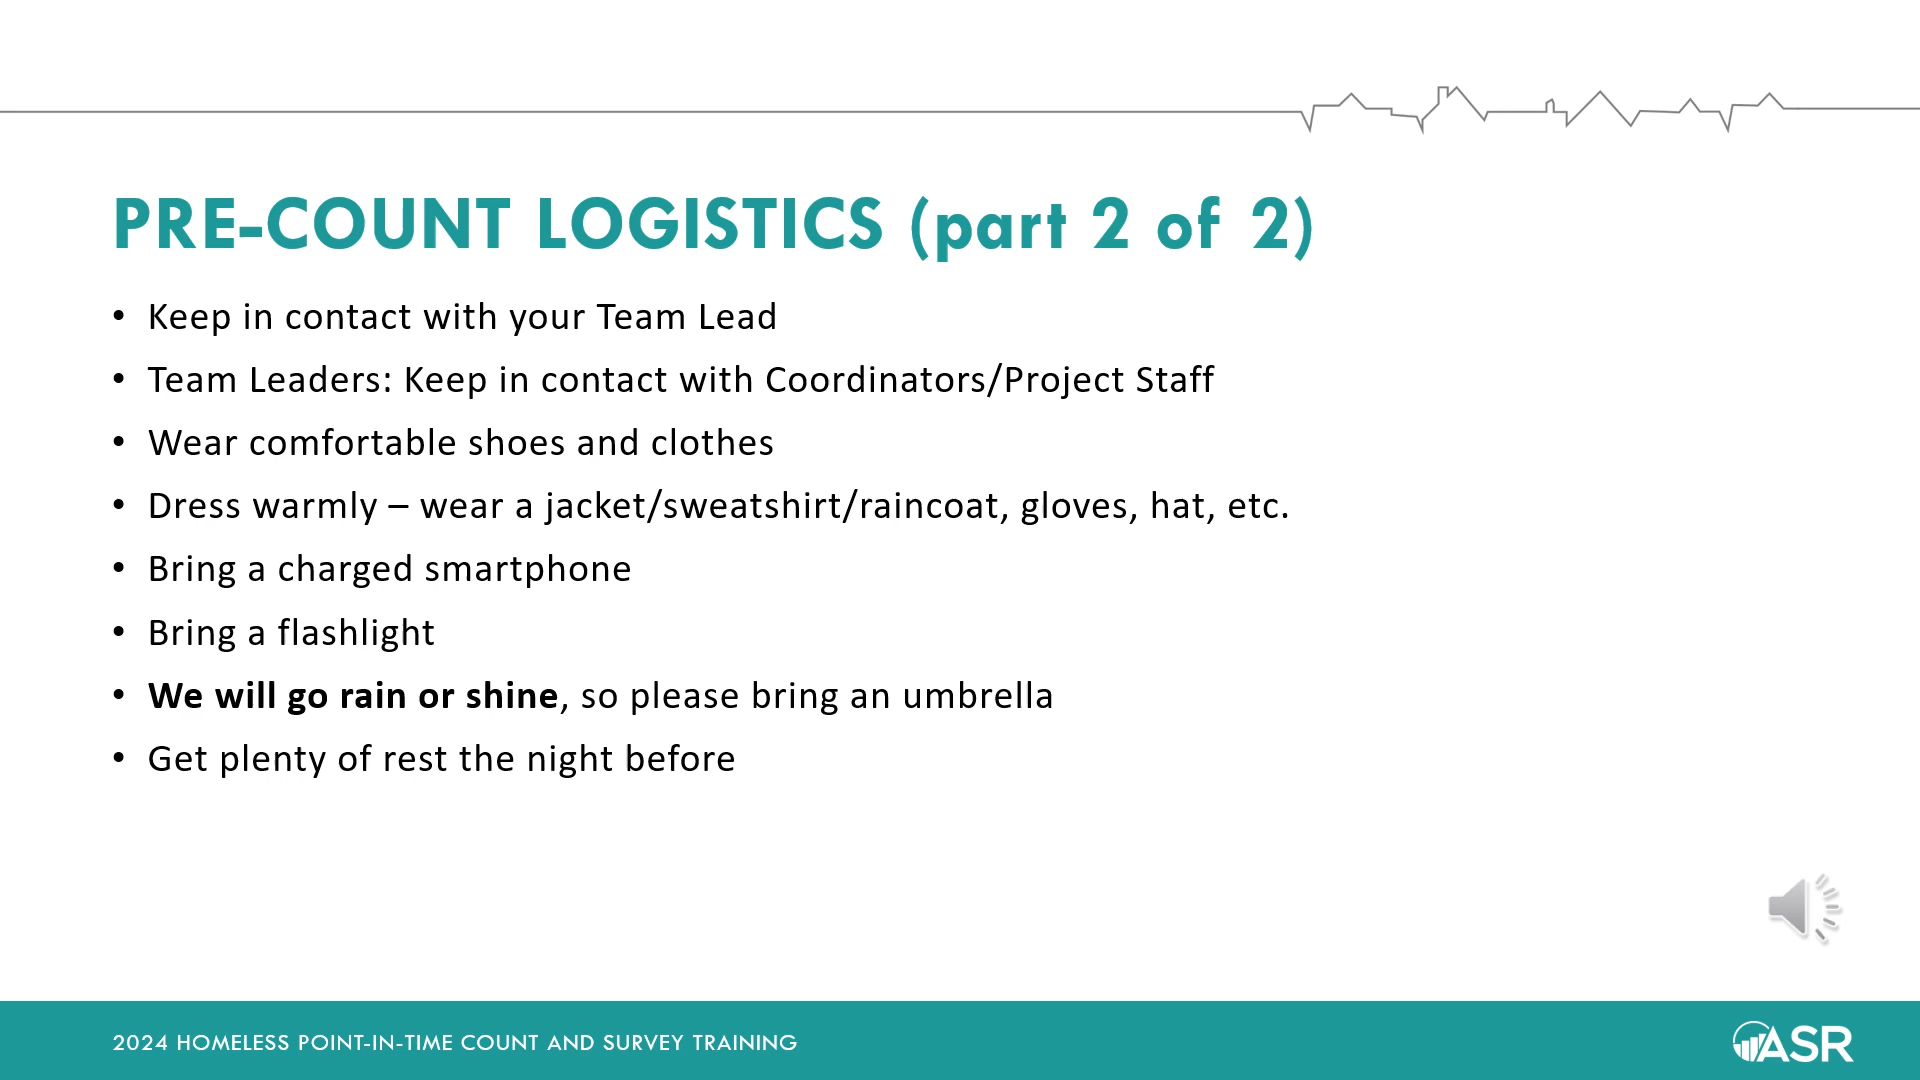 PRE-COUNT LOGISTICS (part 2 of 2)
• Keep in contact with your Team Lead
• Team Leaders: Keep in contact with Coordinators/Project Staff
• Wear comfortable shoes and clothes
• Dress warmly – wear a jacket/sweatshirt/raincoat, gloves, hat, etc.
• Bring a charged smartphone
• Bring a flashlight
• We will go rain or shine, so please bring an umbrella
• Get plenty of rest the night before
2024 HOMELESS POINT-IN-TIME COUNT AND SURVEY TRAINING
ASR